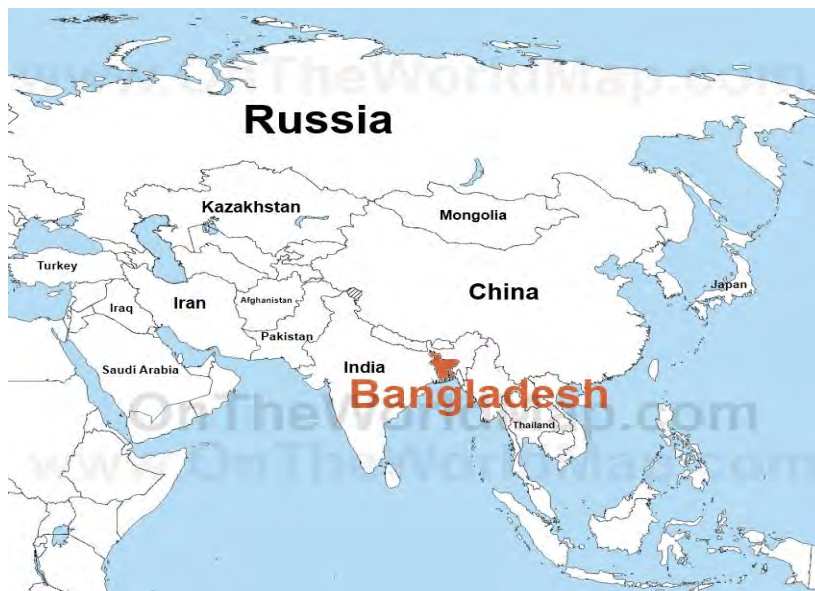 www.OnTheWorldMap.com
Russia
Kazakhstan
Mongolia
Turkey
China
Japan
Iraq
Iran
Afghanistan
Pakistan
Saudi Arabia
India
Bangladesh
OnTheWorldMap.com
Thailand
www.OnTheWorldMap.com